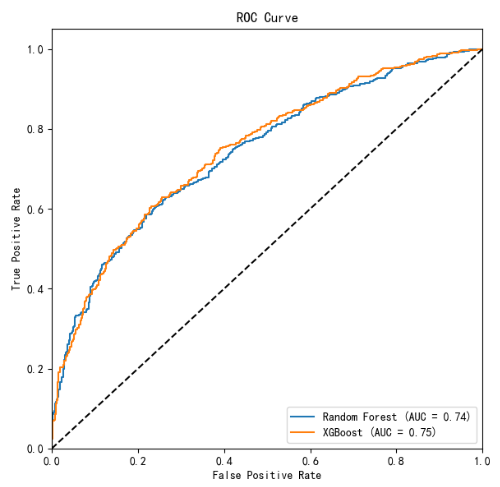 ROC Curve
1.0
0.8
0.6
0.4
0.2
0.0
True Positive Rate
Random Forest (AUC = 0.74)
XGBoost (AUC = 0.75)
0.0 0.2 0.4 0.6 0.8 1.0
False Positive Rate